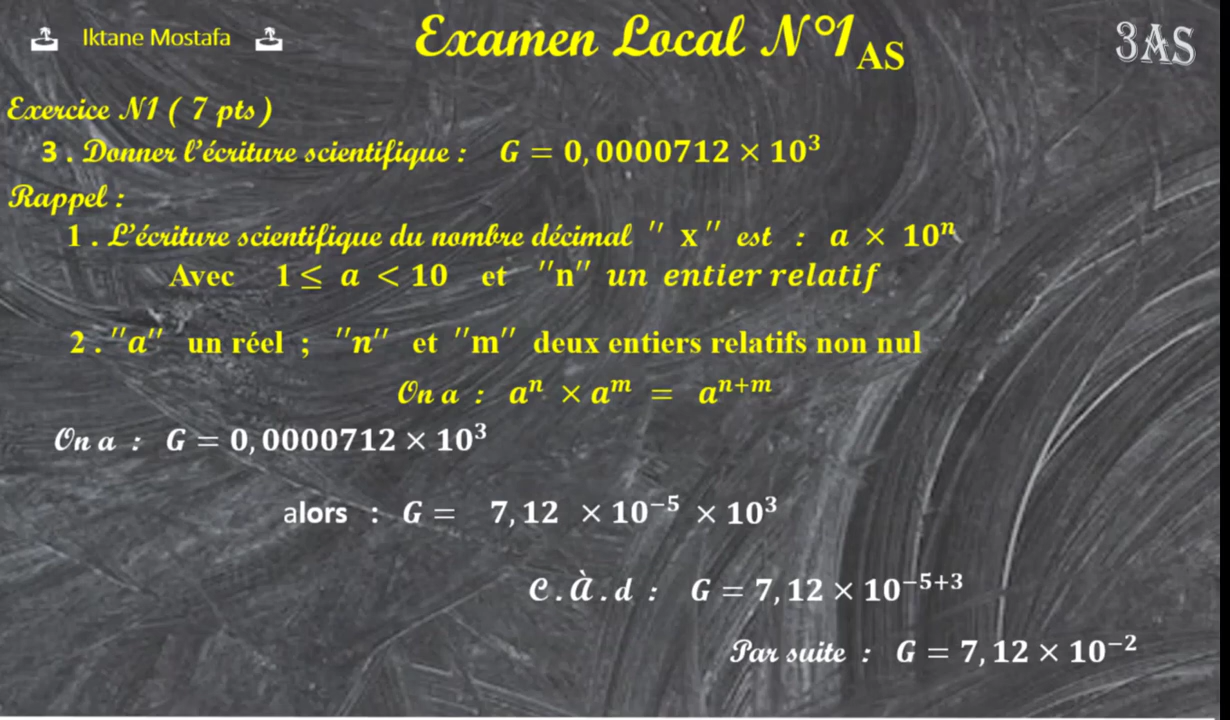 Iktane Mostafa
Examen Local N°1 AS
3AS
Exercice N1 ( 7 pts )
3 . Donner l'écriture scientifique : G = 0,0000712 × 10³
Rappel :
1 . L'écriture scientifique du nombre décimal " x " est : a × 10ⁿ
Avec 1 ≤ a < 10 et "n" un entier relatif
2 . "a" un réel ; "n" et "m" deux entiers relatifs non nul
On a : aⁿ × aᵐ = aⁿ⁺ᵐ
On a : G = 0,0000712 × 10³
alors : G = 7,12 × 10⁻⁵ × 10³
C.À.d : G = 7,12 × 10⁻⁵⁺³
Par suite : G = 7,12 × 10⁻²